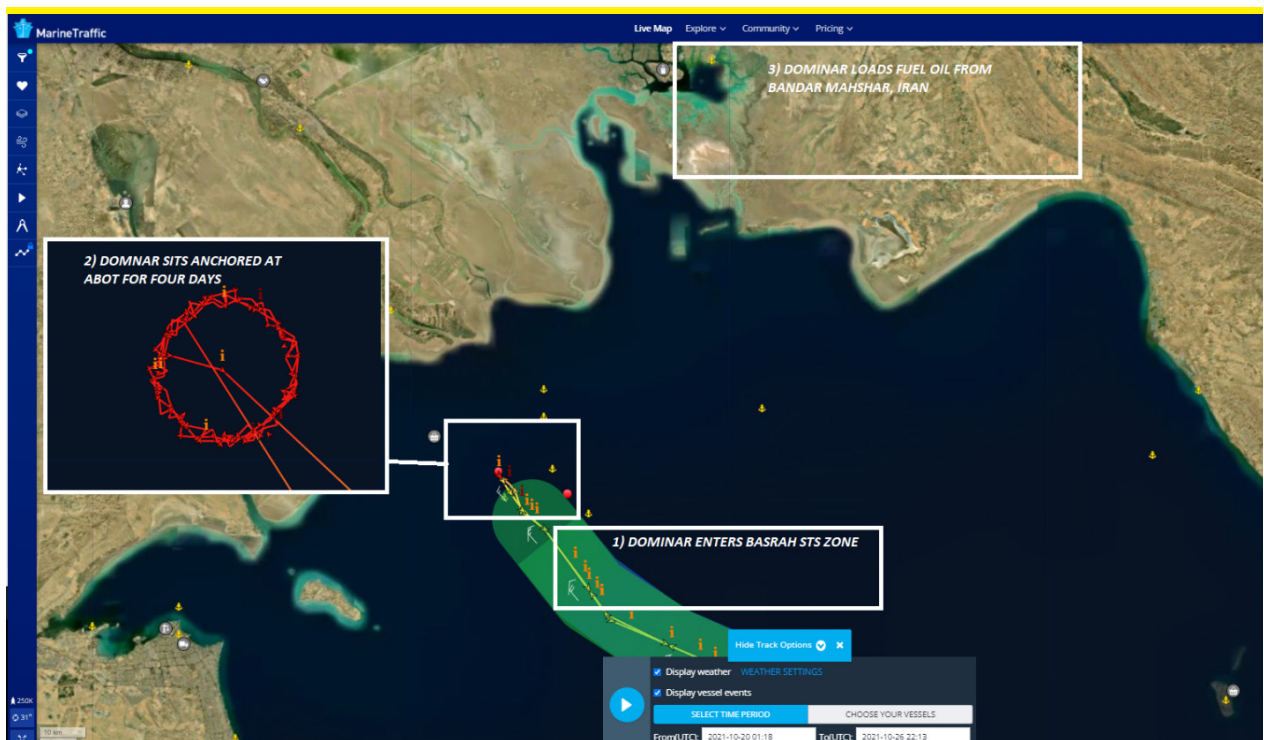 MarineTraffic
Live Map Explore Community Pricing
3) DOMINAR LOADS FUEL OIL FROM
BANDAR MAHSHAR, IRAN
2) DOMNAR SITS ANCHORED AT
ABOT FOR FOUR DAYS
1) DOMINAR ENTERS BASRAH STS ZONE
Hide Track Options
Display weather WEATHER SETTINGS
Display vessel events
SELECT TIME PERIOD CHOOSE YOUR VESSELS
From(UTC): 2021-10-20 01:18 To(UTC): 2021-10-26 22:13
250K
31°
10 km